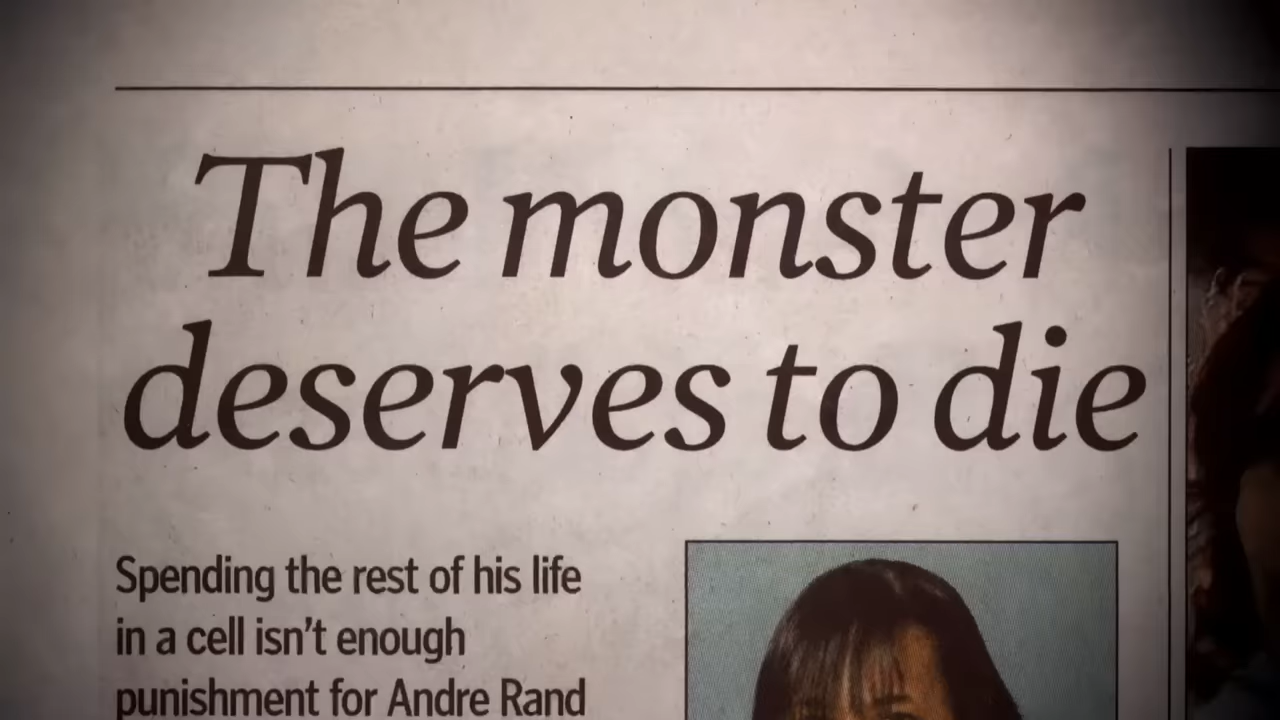 The monster
deserves to die
Spending the rest of his life
in a cell isn't enough
punishment for Andre Rand